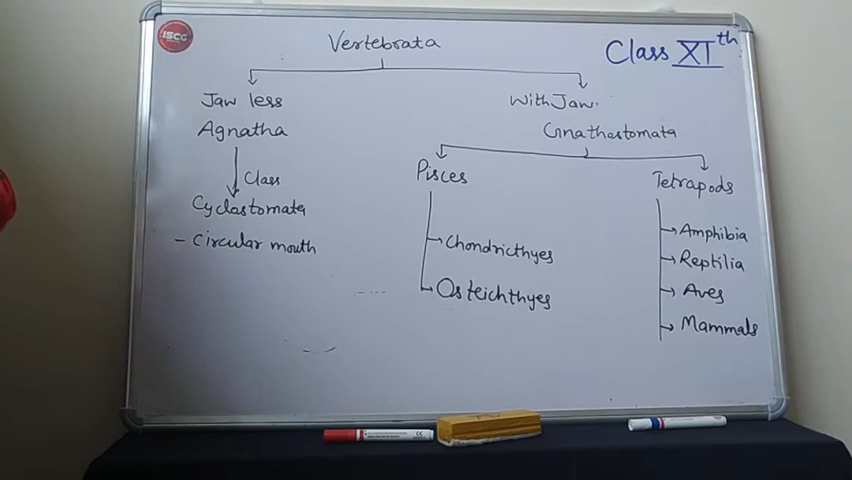 ISCG
Vertebrata
Class XIth
Jaw less
Agnatha
Class
Cyclostomata
- Circular mouth
With Jaw.
Gnathostomata
Pisces
Chondricthyes
Osteichthyes
Tetrapods
Amphibia
Reptilia
Aves
Mammals